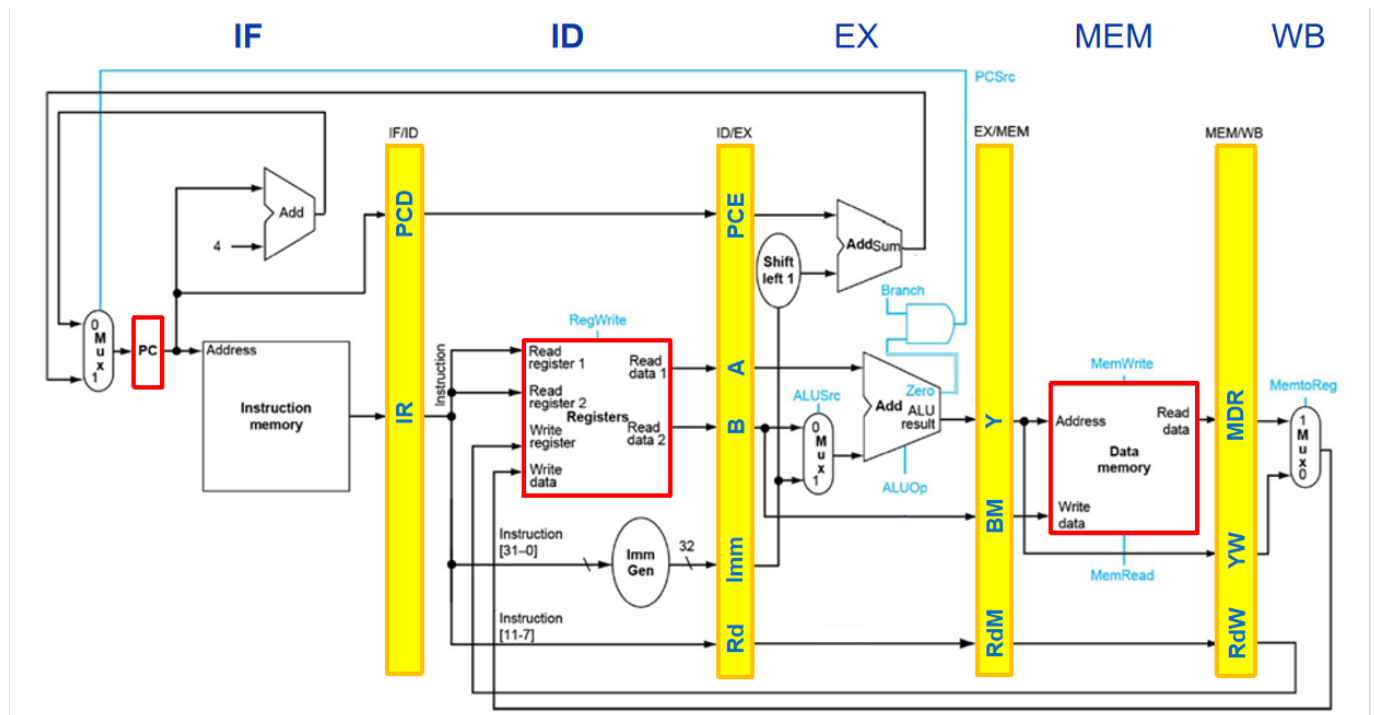 IF
ID
EX
MEM
WB
PCSrc
IF/ID
ID/EX
EX/MEM
MEM/WB
PCD
PCE
Add
4
AddSum
Shift
left 1
Branch
0
M
u
x
1
PC
Address
Instruction
memory
IR
Instruction
RegWrite
Read
register 1
Read
register 2
Write
register
Write
data
Registers
Read
data 1
Read
data 2
A
B
ALUSrc
0
M
u
x
1
Add
Zero
ALU
result
ALUOp
Y
BM
MemWrite
Address
Read
data
Data
memory
Write
data
MemRead
MDR
YW
MemtoReg
1
M
u
x
0
Instruction
[31–0]
Imm
Gen
32
Imm
Instruction
[11-7]
Rd
RdM
RdW